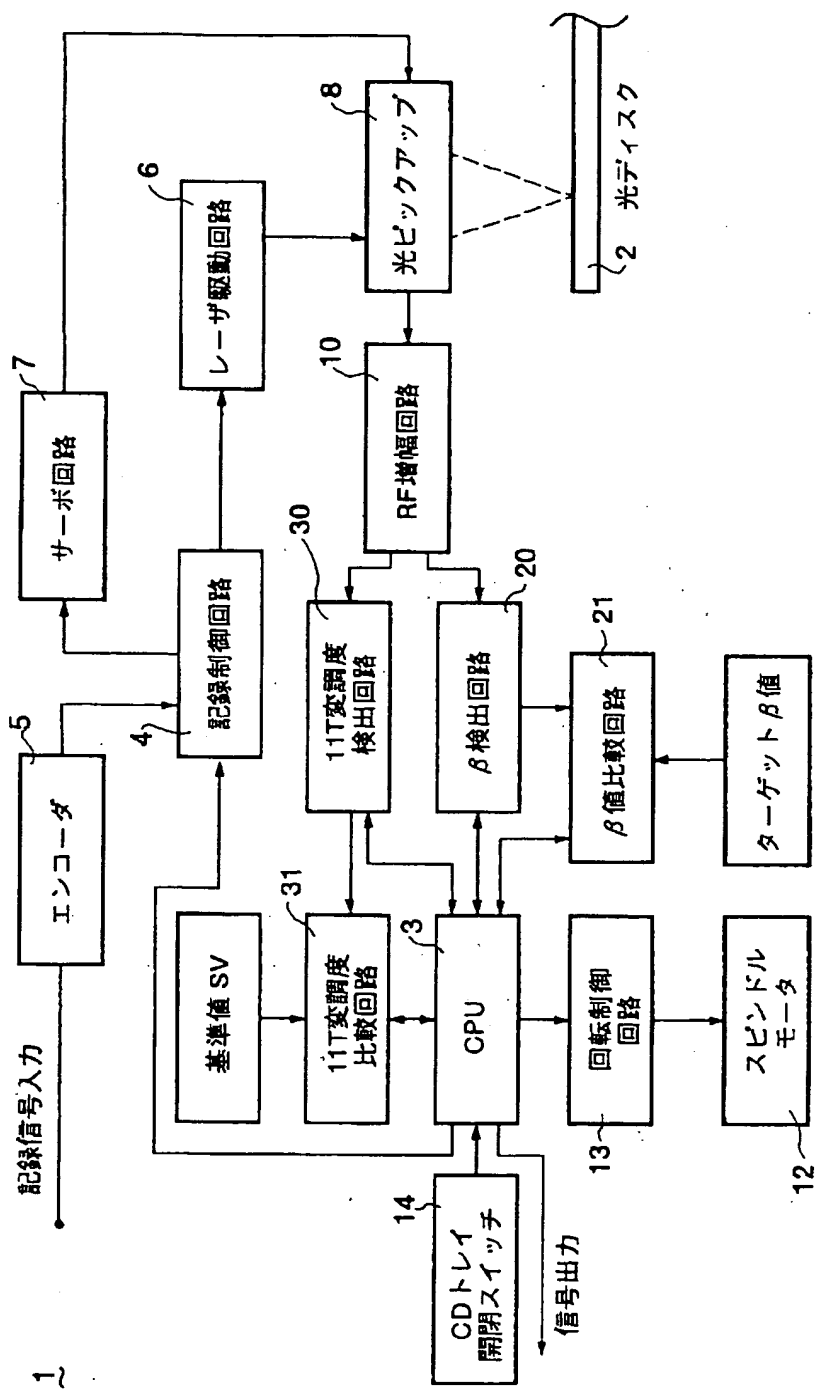 1
記録信号入力
エンコーダ
5
サーボ回路
7
記録制御回路
4
レーザ駆動回路
6
光ピックアップ
8
光ディスク
2
RF増幅回路
10
基準値 SV
11T変調度
比較回路
31
11T変調度
検出回路
30
CDトレイ
開閉スイッチ
14
信号出力
CPU
3
β検出回路
20
回転制御
回路
13
β値比較回路
21
スピンドル
モータ
12
ターゲットβ値